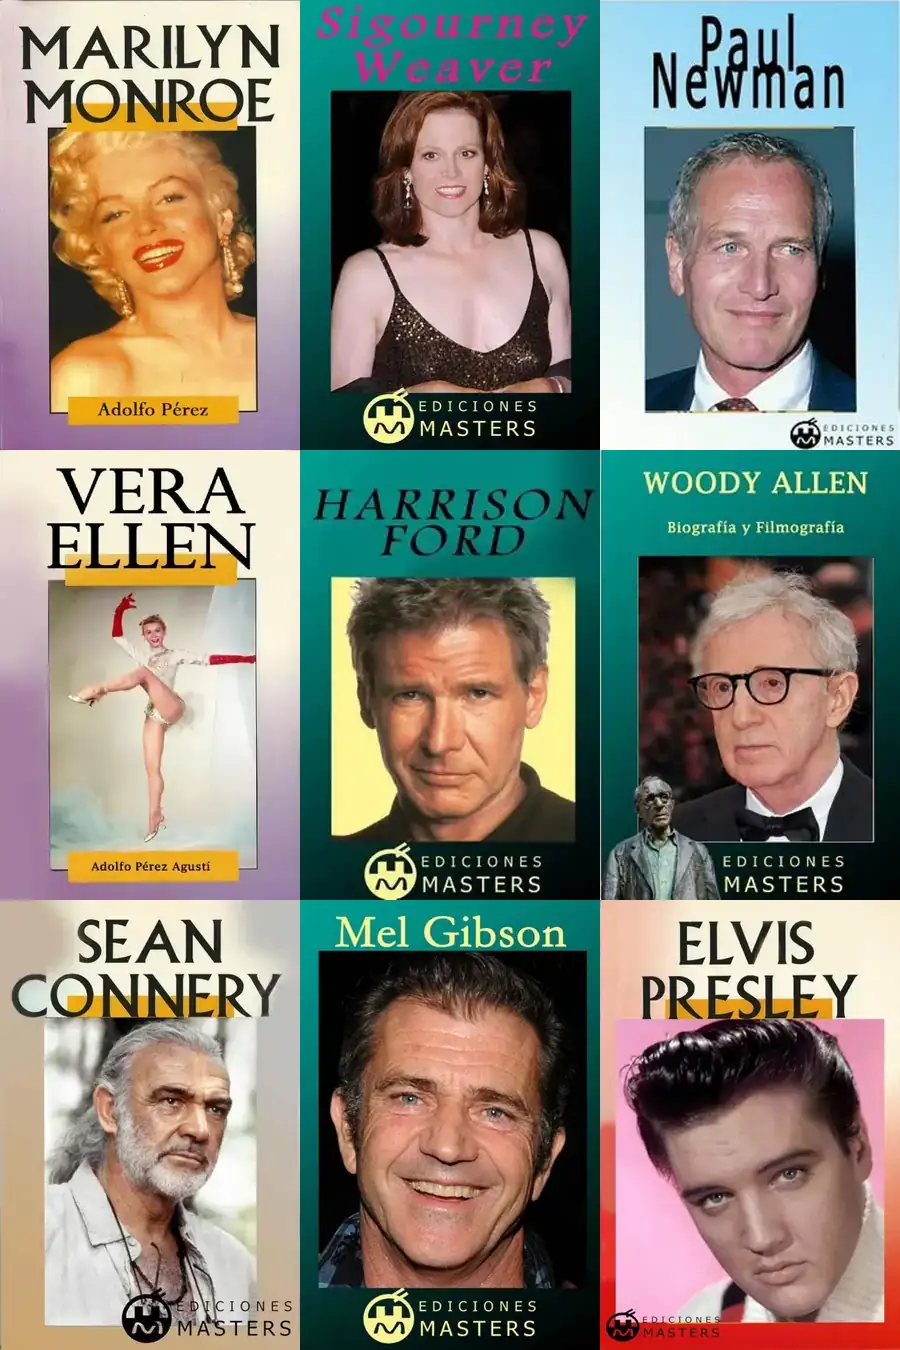 MARILYN
MONROE
Adolfo Pérez
Sigourney
Weaver
EDICIONES
MASTERS
Paul
Newman
EDICIONES
MASTERS
VERA
ELLEN
Adolfo Pérez Agustí
HARRISON
FORD
EDICIONES
MASTERS
WOODY ALLEN
Biografía y Filmografía
EDICIONES
MASTERS
SEAN
CONNERY
EDICIONES
MASTERS
Mel Gibson
EDICIONES
MASTERS
ELVIS
PRESLEY
EDICIONES
MASTERS